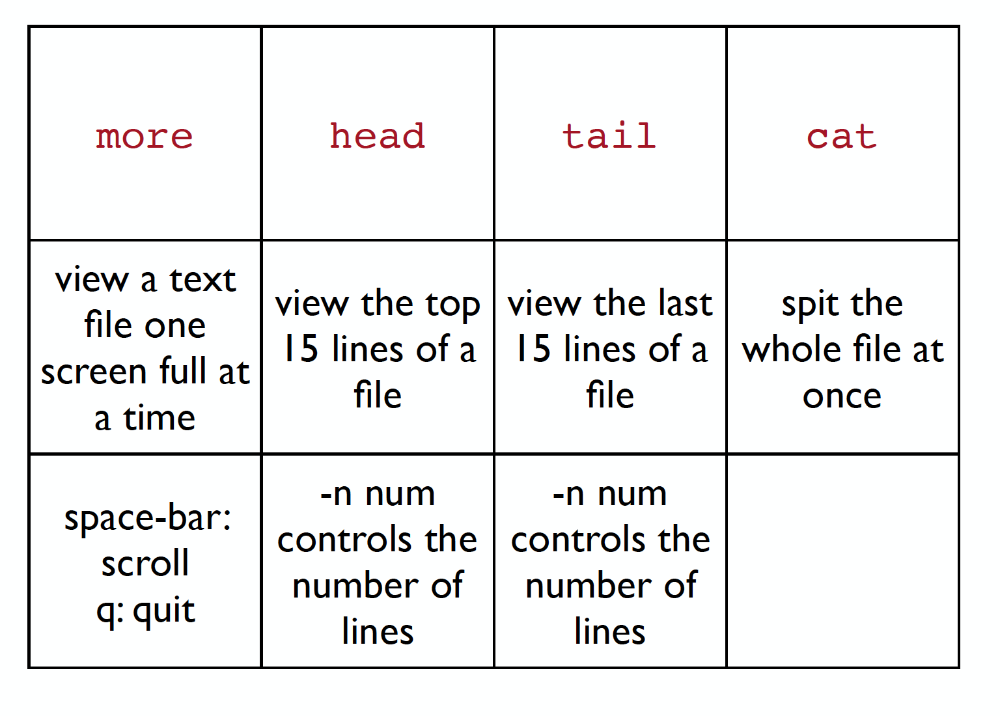 more
head
tail
cat
view a text
file one
screen full at
a time
view the top
15 lines of a
file
view the last
15 lines of a
file
spit the
whole file at
once
space-bar:
scroll
q: quit
-n num
controls the
number of
lines
-n num
controls the
number of
lines